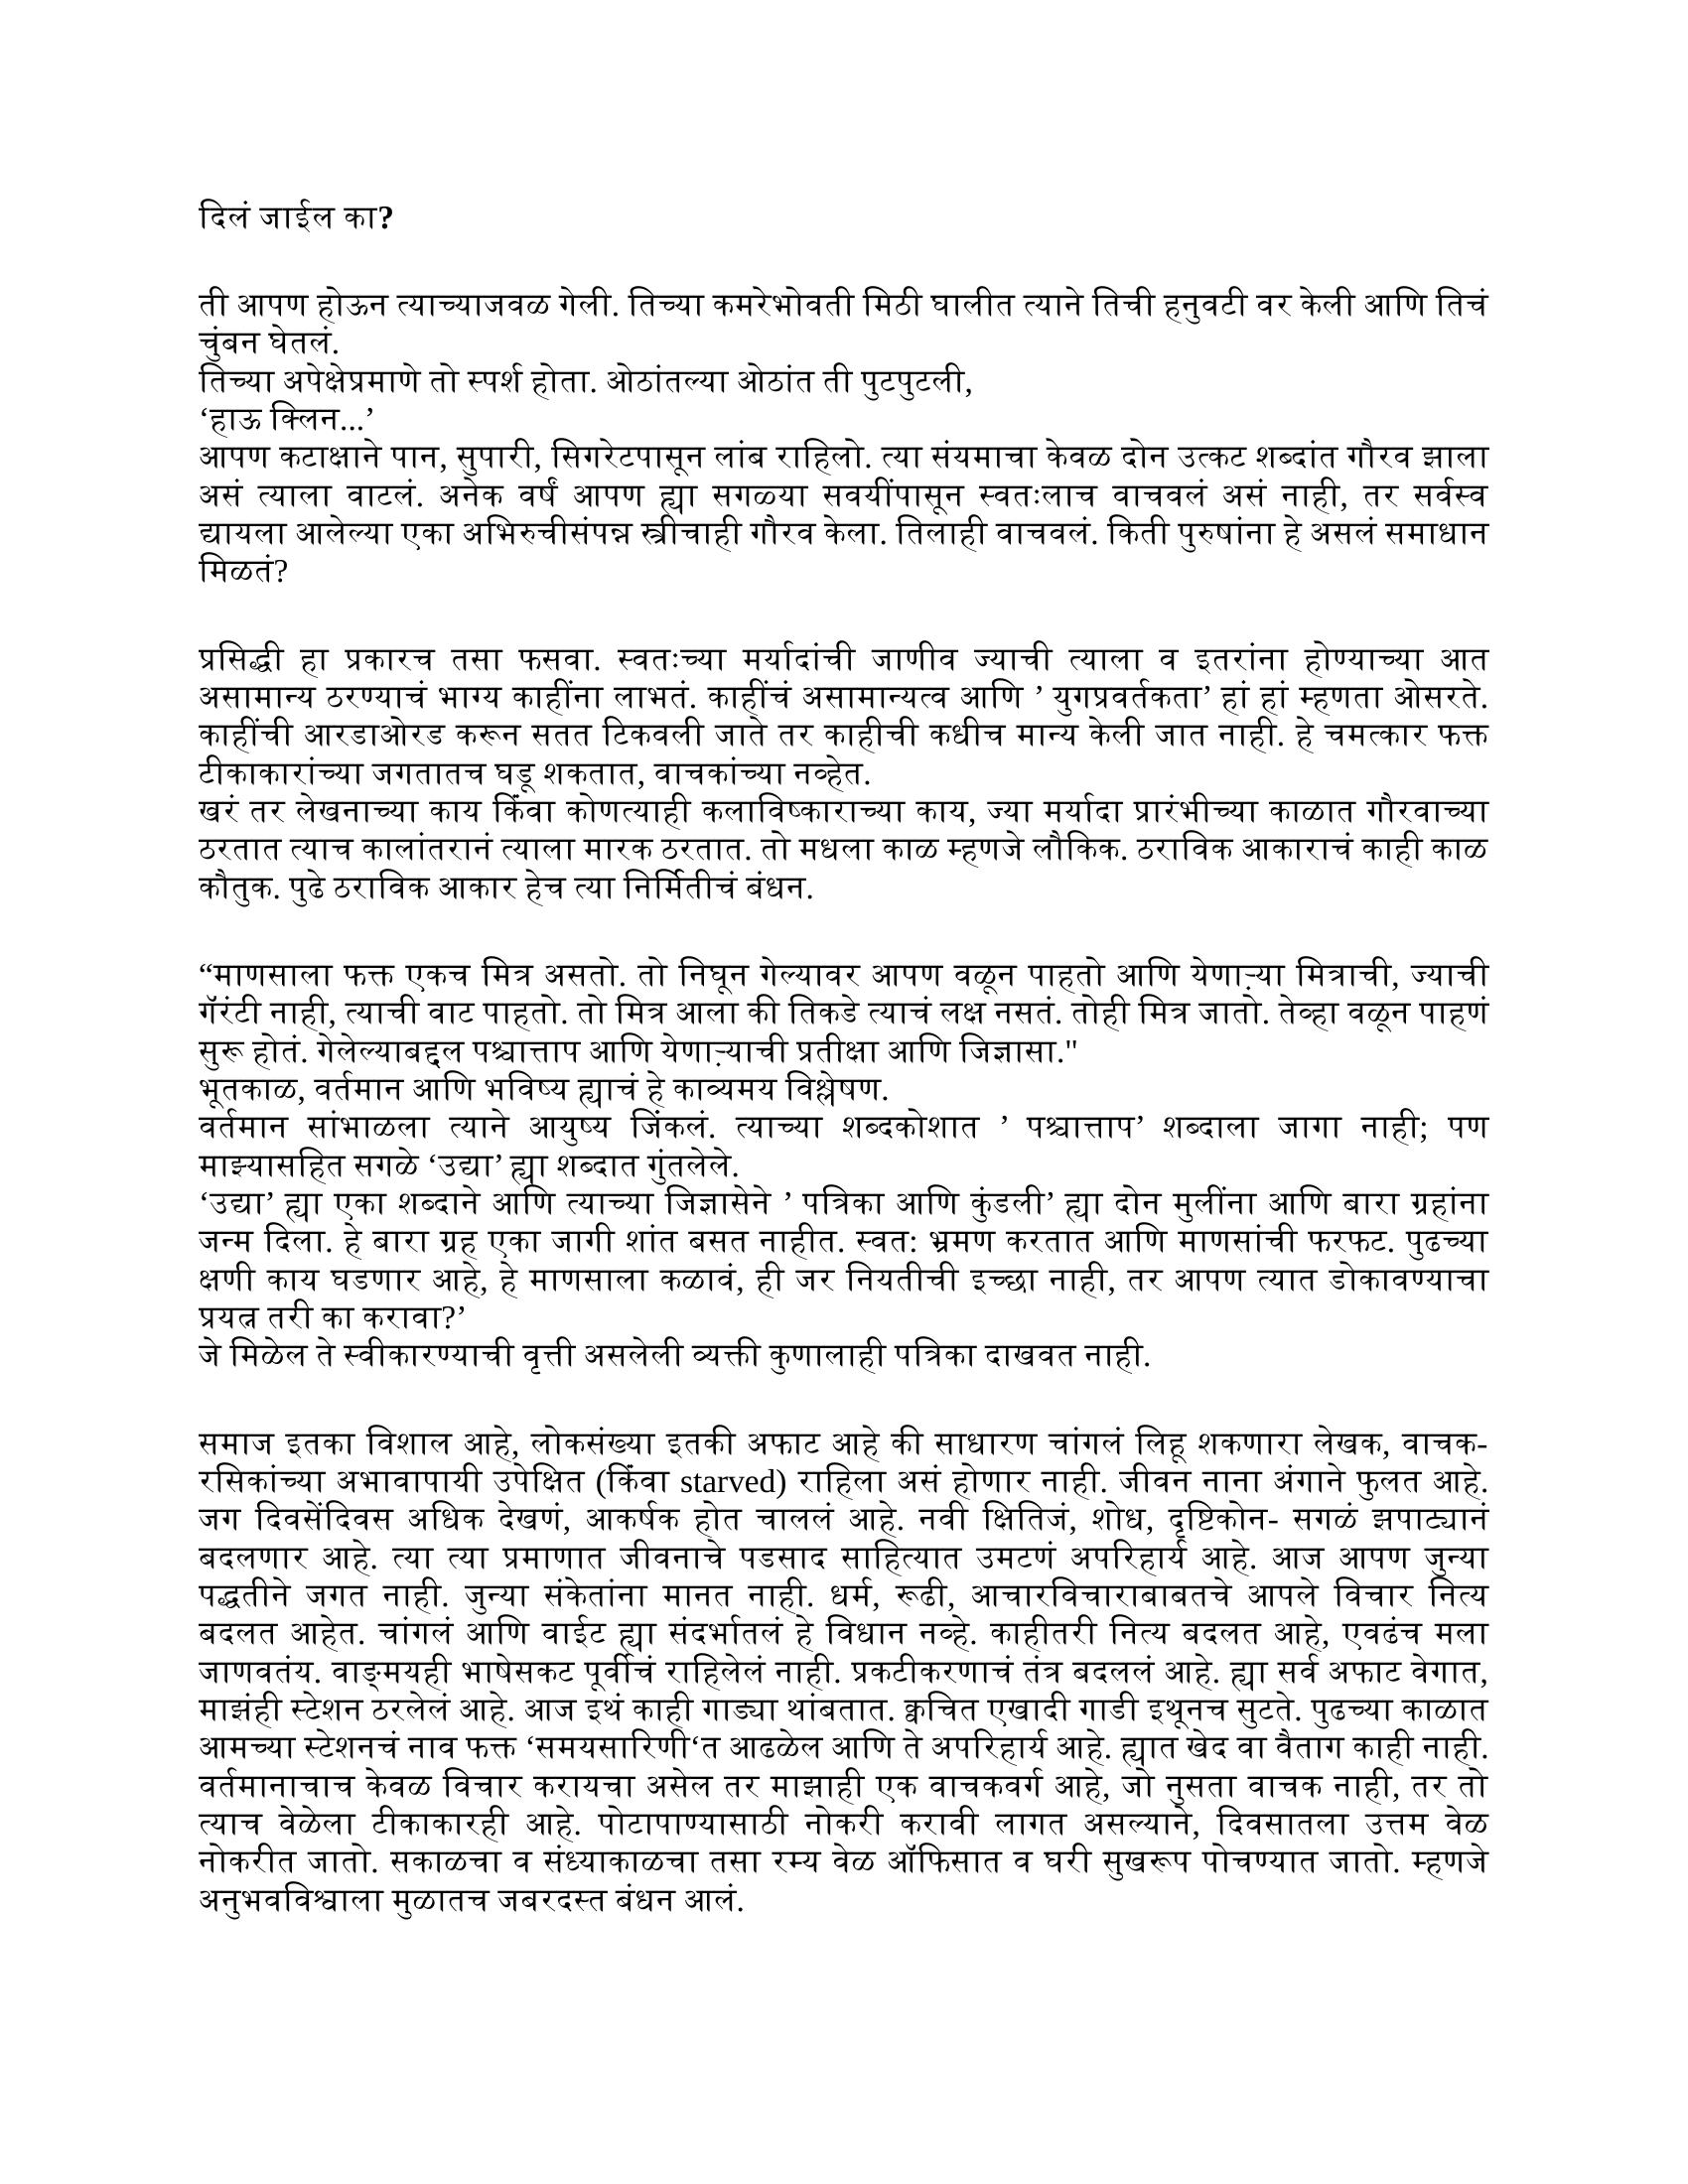 दिलं जाईल का?
ती आपण होऊन त्याच्याजवळ गेली. तिच्या कमरेभोवती मिठी घालीत त्याने तिची हनुवटी वर केली आणि तिचं
चुंबन घेतलं.
तिच्या अपेक्षेप्रमाणे तो स्पर्श होता. ओठांतल्या ओठांत ती पुटपुटली,
‘हाऊ क्लिन...’
आपण कटाक्षाने पान, सुपारी, सिगरेटपासून लांब राहिलो. त्या संयमाचा केवळ दोन उत्कट शब्दांत गौरव झाला
असं त्याला वाटलं. अनेक वर्षं आपण ह्या सगळ्या सवयींपासून स्वतःलाच वाचवलं असं नाही, तर सर्वस्व
द्यायला आलेल्या एका अभिरुचीसंपन्न स्त्रीचाही गौरव केला. तिलाही वाचवलं. किती पुरुषांना हे असलं समाधान
मिळतं?
प्रसिद्धी हा प्रकारच तसा फसवा. स्वतःच्या मर्यादांची जाणीव ज्याची त्याला व इतरांना होण्याच्या आत
असामान्य ठरण्याचं भाग्य काहींना लाभतं. काहींचं असामान्यत्व आणि ’ युगप्रवर्तकता’ हां हां म्हणता ओसरते.
काहींची आरडाओरड करून सतत टिकवली जाते तर काहीची कधीच मान्य केली जात नाही. हे चमत्कार फक्त
टीकाकारांच्या जगतातच घडू शकतात, वाचकांच्या नव्हेत.
खरं तर लेखनाच्या काय किंवा कोणत्याही कलाविष्काराच्या काय, ज्या मर्यादा प्रारंभीच्या काळात गौरवाच्या
ठरतात त्याच कालांतरानं त्याला मारक ठरतात. तो मधला काळ म्हणजे लौकिक. ठराविक आकाराचं काही काळ
कौतुक. पुढे ठराविक आकार हेच त्या निर्मितीचं बंधन.
“माणसाला फक्त एकच मित्र असतो. तो निघून गेल्यावर आपण वळून पाहतो आणि येणाऱ्या मित्राची, ज्याची
गॅरंटी नाही, त्याची वाट पाहतो. तो मित्र आला की तिकडे त्याचं लक्ष नसतं. तोही मित्र जातो. तेव्हा वळून पाहणं
सुरू होतं. गेलेल्याबद्दल पश्चात्ताप आणि येणाऱ्याची प्रतीक्षा आणि जिज्ञासा."
भूतकाळ, वर्तमान आणि भविष्य ह्याचं हे काव्यमय विश्लेषण.
वर्तमान सांभाळला त्याने आयुष्य जिंकलं. त्याच्या शब्दकोशात ’ पश्चात्ताप’ शब्दाला जागा नाही; पण
माझ्यासहित सगळे ‘उद्या’ ह्या शब्दात गुंतलेले.
‘उद्या’ ह्या एका शब्दाने आणि त्याच्या जिज्ञासेने ’ पत्रिका आणि कुंडली’ ह्या दोन मुलींना आणि बारा ग्रहांना
जन्म दिला. हे बारा ग्रह एका जागी शांत बसत नाहीत. स्वत: भ्रमण करतात आणि माणसांची फरफट. पुढच्या
क्षणी काय घडणार आहे, हे माणसाला कळावं, ही जर नियतीची इच्छा नाही, तर आपण त्यात डोकावण्याचा
प्रयत्न तरी का करावा?’
जे मिळेल ते स्वीकारण्याची वृत्ती असलेली व्यक्ती कुणालाही पत्रिका दाखवत नाही.
समाज इतका विशाल आहे, लोकसंख्या इतकी अफाट आहे की साधारण चांगलं लिहू शकणारा लेखक, वाचक-
रसिकांच्या अभावापायी उपेक्षित (किंवा starved) राहिला असं होणार नाही. जीवन नाना अंगाने फुलत आहे.
जग दिवसेंदिवस अधिक देखणं, आकर्षक होत चाललं आहे. नवी क्षितिजं, शोध, दृष्टिकोन- सगळं झपाट्यानं
बदलणार आहे. त्या त्या प्रमाणात जीवनाचे पडसाद साहित्यात उमटणं अपरिहार्य आहे. आज आपण जुन्या
पद्धतीने जगत नाही. जुन्या संकेतांना मानत नाही. धर्म, रूढी, आचारविचाराबाबतचे आपले विचार नित्य
बदलत आहेत. चांगलं आणि वाईट ह्या संदर्भातलं हे विधान नव्हे. काहीतरी नित्य बदलत आहे, एवढंच मला
जाणवतंय. वाङ्मयही भाषेसकट पूर्वीचं राहिलेलं नाही. प्रकटीकरणाचं तंत्र बदललं आहे. ह्या सर्व अफाट वेगात,
माझंही स्टेशन ठरलेलं आहे. आज इथं काही गाड्या थांबतात. क्वचित एखादी गाडी इथूनच सुटते. पुढच्या काळात
आमच्या स्टेशनचं नाव फक्त ‘समयसारिणी‘त आढळेल आणि ते अपरिहार्य आहे. ह्यात खेद वा वैताग काही नाही.
वर्तमानाचाच केवळ विचार करायचा असेल तर माझाही एक वाचकवर्ग आहे, जो नुसता वाचक नाही, तर तो
त्याच वेळेला टीकाकारही आहे. पोटापाण्यासाठी नोकरी करावी लागत असल्याने, दिवसातला उत्तम वेळ
नोकरीत जातो. सकाळचा व संध्याकाळचा तसा रम्य वेळ ऑफिसात व घरी सुखरूप पोचण्यात जातो. म्हणजे
अनुभवविश्वाला मुळातच जबरदस्त बंधन आलं.